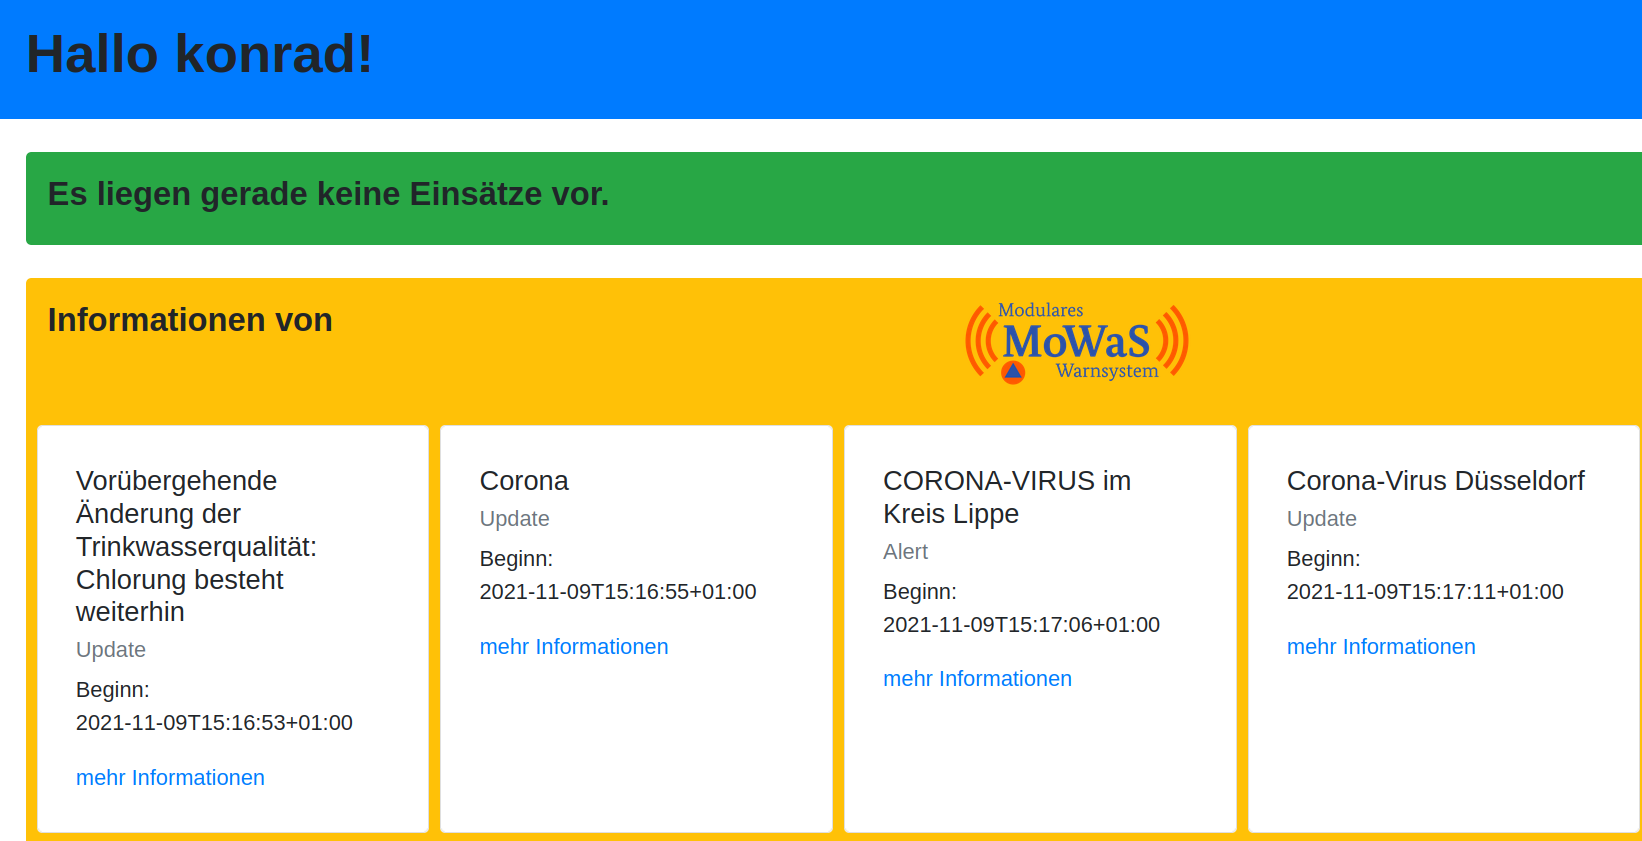 Hallo konrad!
Es liegen gerade keine Einsätze vor.
Informationen von
Modulares
MoWaS
Warnsystem
Vorübergehende
Änderung der
Trinkwasserqualität:
Chlorung besteht
weiterhin
Update
Beginn:
2021-11-09T15:16:53+01:00
mehr Informationen
Corona
Update
Beginn:
2021-11-09T15:16:55+01:00
mehr Informationen
CORONA-VIRUS im
Kreis Lippe
Alert
Beginn:
2021-11-09T15:17:06+01:00
mehr Informationen
Corona-Virus Düsseldorf
Update
Beginn:
2021-11-09T15:17:11+01:00
mehr Informationen